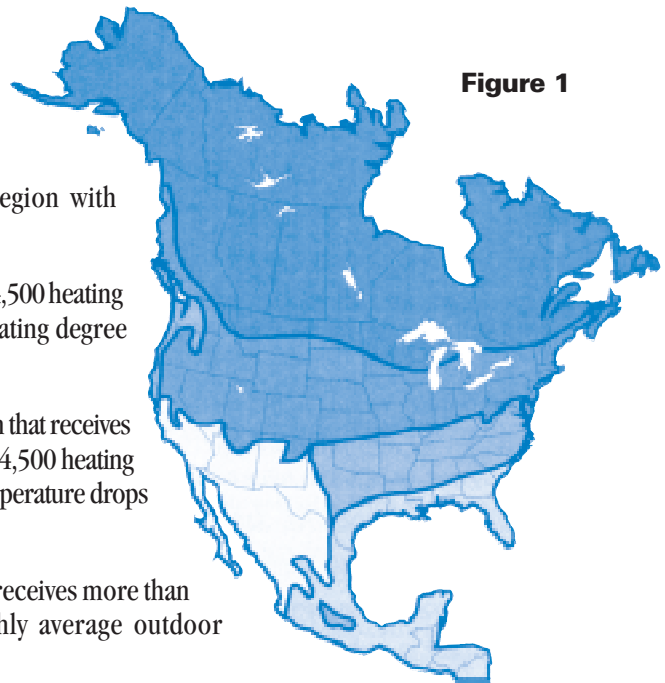 Figure 1
egion with
,500 heating
ating degree
n that receives
4,500 heating
perature drops
receives more than
hly average outdoor